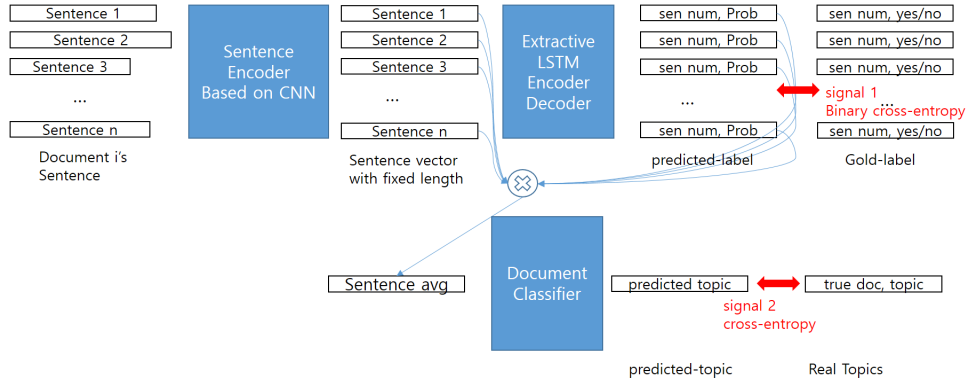 Sentence 1
Sentence 2
Sentence 3
...
Sentence n
Document i's
Sentence
Sentence
Encoder
Based on CNN
Sentence 1
Sentence 2
Sentence 3
...
Sentence n
Sentence vector
with fixed length
Extractive
LSTM
Encoder
Decoder
sen num, Prob
sen num, Prob
sen num, Prob
...
sen num, Prob
predicted-label
signal 1
Binary cross-entropy
sen num, yes/no
sen num, yes/no
sen num, yes/no
...
sen num, yes/no
Gold-label
Sentence avg
Document
Classifier
predicted topic
signal 2
cross-entropy
true doc, topic
predicted-topic
Real Topics